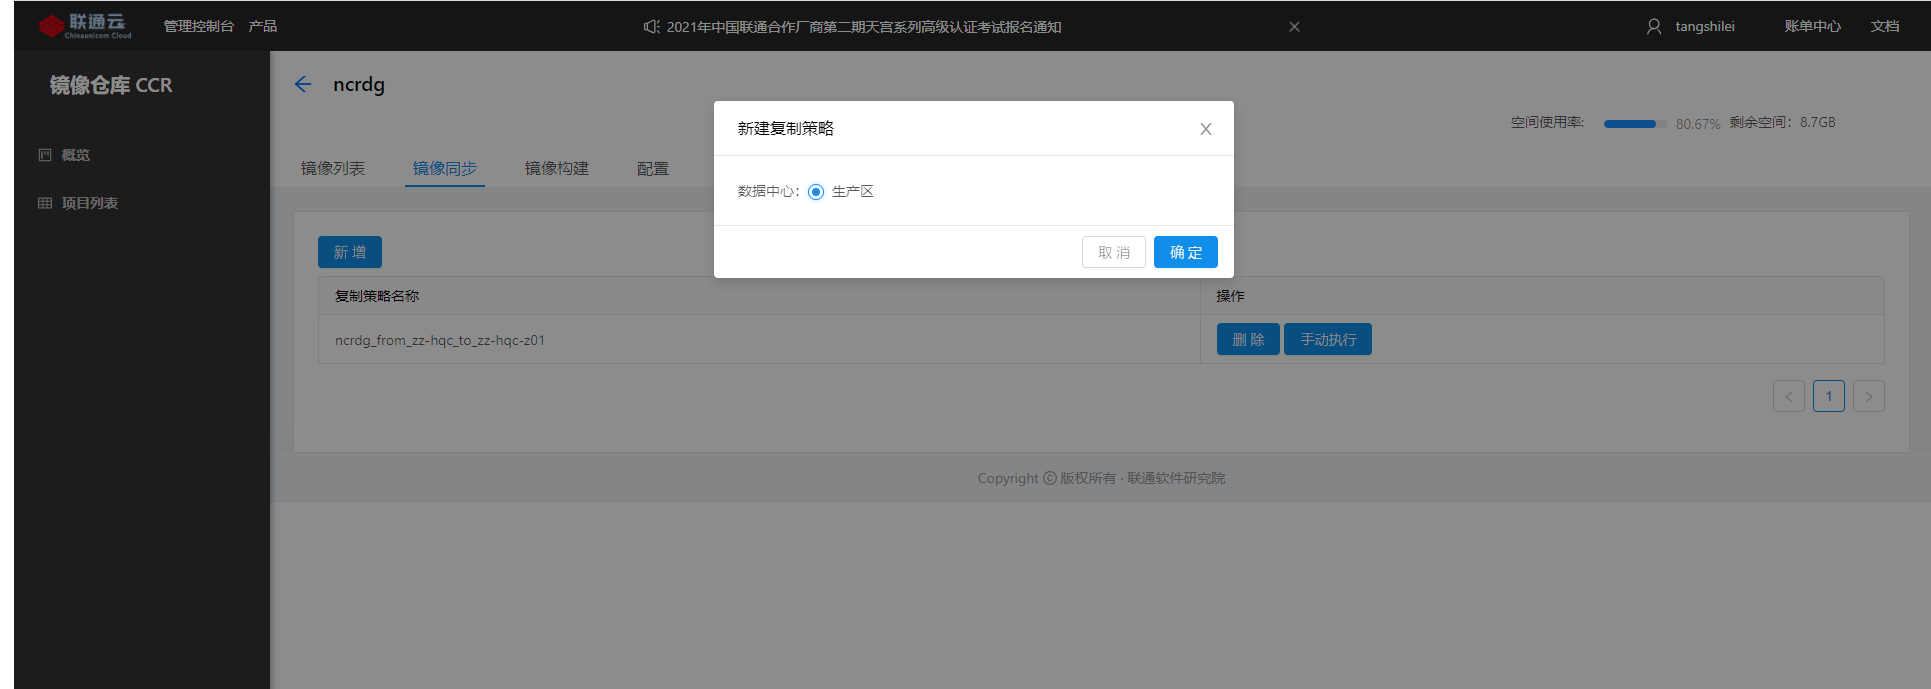 联通云
Chinaunicom Cloud
管理控制台 产品
2021年中国联通合作厂商第二期天宫系列高级认证考试报名通知
tangshilei
账单中心
文档
镜像仓库 CCR
概览
项目列表
ncrdg
空间使用率: 80.67% 剩余空间: 8.7GB
镜像列表 镜像同步 镜像构建 配置
新建复制策略
数据中心: 生产区
取 消 确 定
新 增
复制策略名称 操作
ncrdg_from_zz-hqc_to_zz-hqc-z01 删 除 手动执行
< 1 >
Copyright © 版权所有 · 联通软件研究院